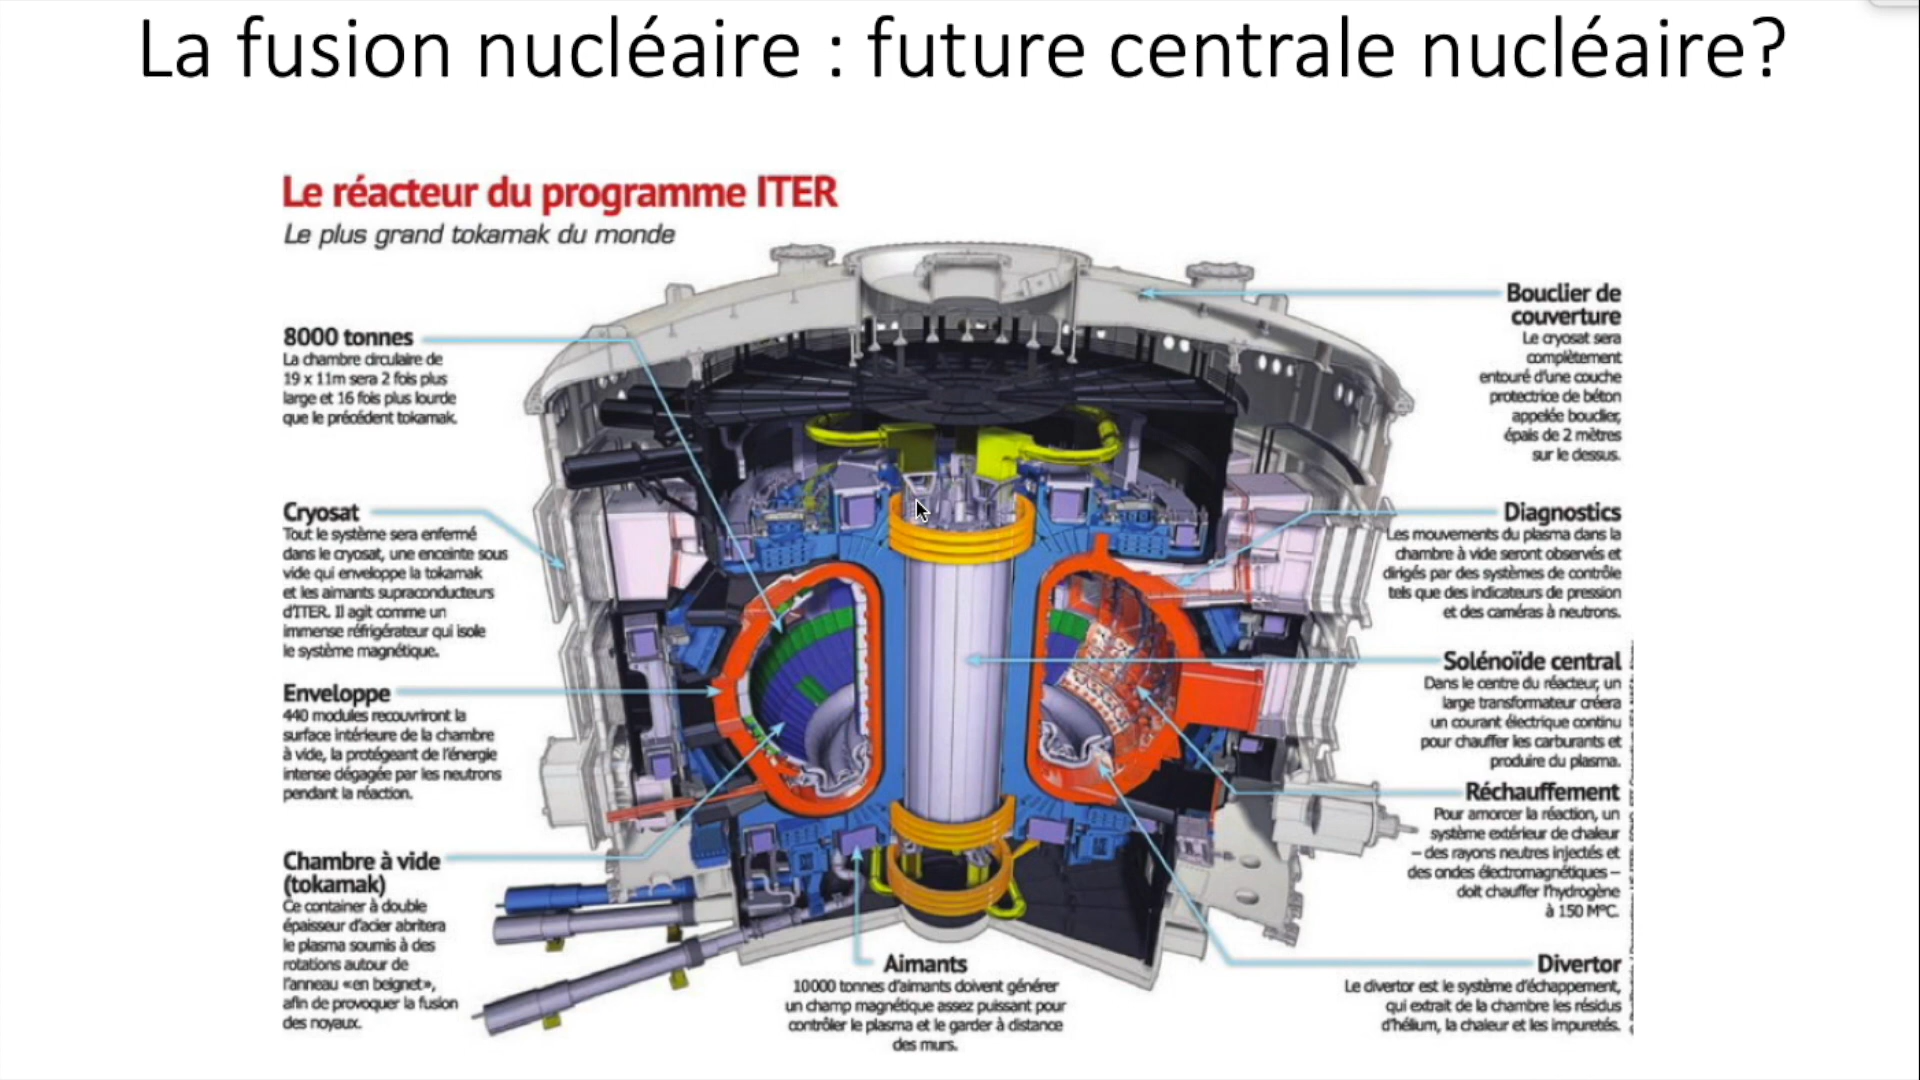 La fusion nucléaire : future centrale nucléaire?
Le réacteur du programme ITER
Le plus grand tokamak du monde
8000 tonnes
La chambre circulaire de
19 x 11m sera 2 fois plus
large et 16 fois plus lourde
que le précédent tokamak.
Cryosat
Tout le système sera enfermé
dans le cryosat, une enceinte sous
vide qui enveloppe la tokamak
et les aimants supraconducteurs
d'ITER. Il agit comme un
immense réfrigérateur qui isole
le système magnétique.
Enveloppe
440 modules recouvriront la
surface intérieure de la chambre
à vide, la protégeant de l'énergie
intense dégagée par les neutrons
pendant la réaction.
Chambre à vide
(tokamak)
Ce container à double
épaisseur d'acier abritera
le plasma soumis à des
rotations autour de
l'anneau «en beignet»,
afin de provoquer la fusion
des noyaux.
Aimants
10000 tonnes d'aimants doivent générer
un champ magnétique assez puissant pour
contrôler le plasma et le garder à distance
des murs.
Bouclier de
couverture
Le cryosat sera
complètement
entouré d'une couche
protectrice de béton
appelée bouclier,
épais de 2 mètres
sur le dessus.
Diagnostics
Les mouvements du plasma dans la
chambre à vide seront observés et
dirigés par des systèmes de contrôle
tels que des indicateurs de pression
et des caméras à neutrons.
Solénoïde central
Dans le centre du réacteur, un
large transformateur créera
un courant électrique continu
pour chauffer les carburants et
produire du plasma.
Réchauffement
Pour amorcer la réaction, un
système extérieur de chaleur
– des rayons neutres injectés et
des ondes électromagnétiques –
doit chauffer l'hydrogène
à 150 M°C.
Divertor
Le divertor est le système d'échappement,
qui extrait de la chambre les résidus
d'hélium, la chaleur et les impuretés.